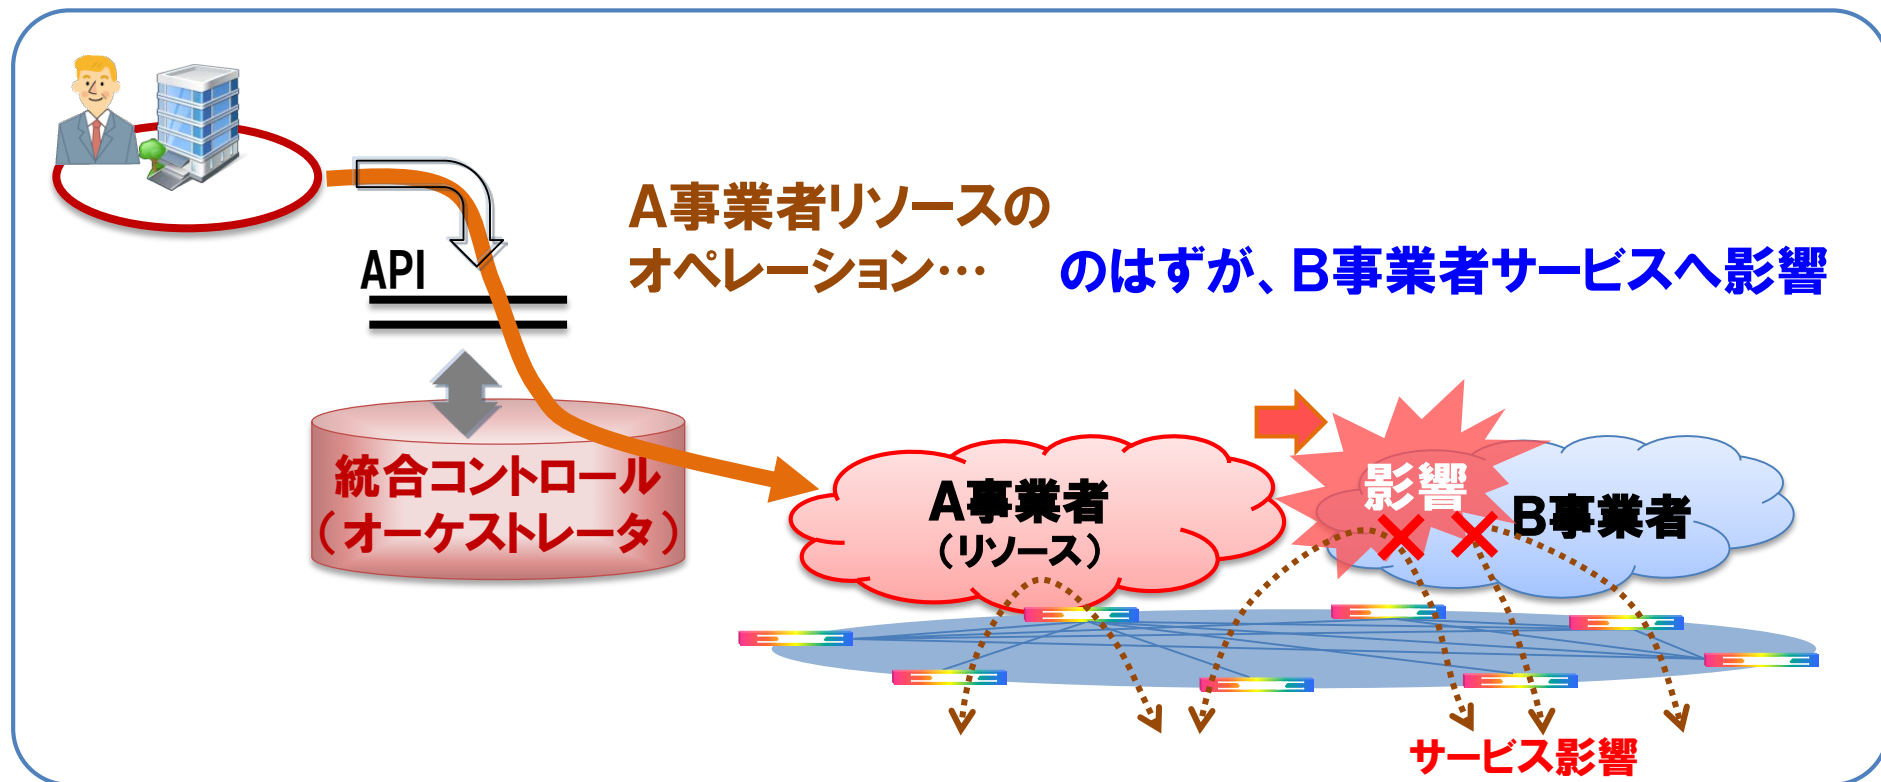 A事業者リソースの
オペレーション…
のはずが、B事業者サービスへ影響
API
統合コントロール
（オーケストレータ）
A事業者
（リソース）
影響
B事業者
サービス影響